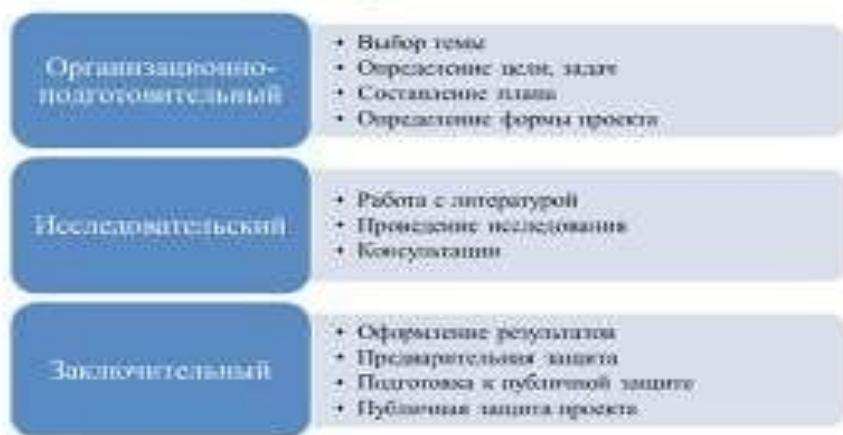 Организационно-
подготовительный
• Выбор темы
• Определение цели, задач
• Составление плана
• Определение формы проекта
Исследовательский
• Работа с литературой
• Проведение исследования
• Консультации
Заключительный
• Оформление результатов
• Предварительная защита
• Подготовка к публичной защите
• Публичная защита проекта